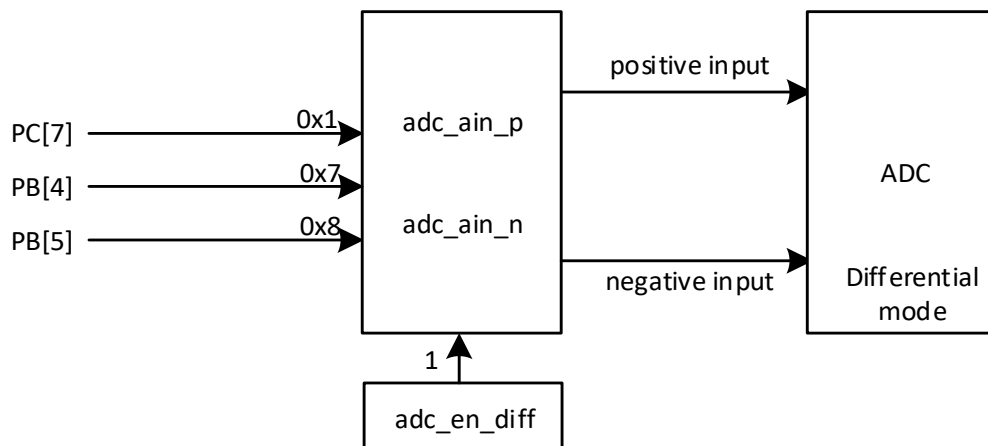 positive input
PC[7]
0x1
adc_ain_p
PB[4]
0x7
ADC
PB[5]
0x8
adc_ain_n
negative input
Differential
mode
1
adc_en_diff